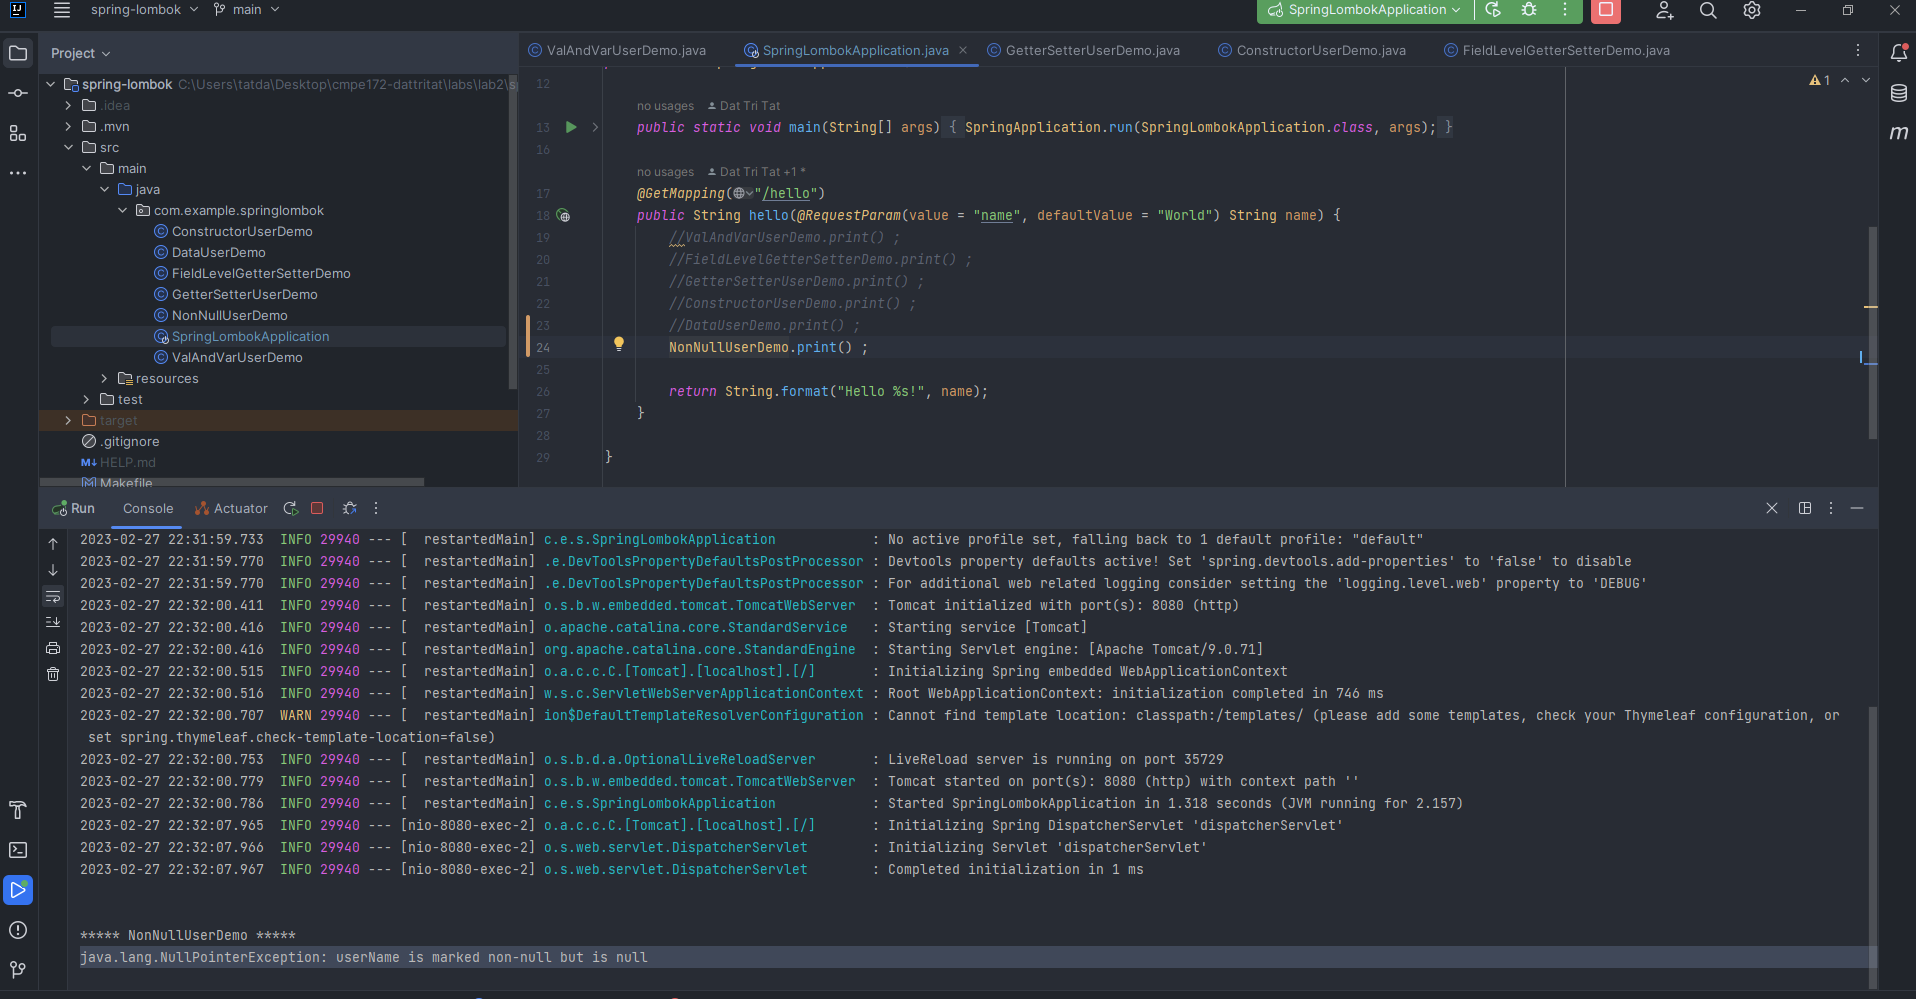 spring-lombok main SpringLombokApplication
Project
ValAndVarUserDemo.java SpringLombokApplication.java GetterSetterUserDemo.java ConstructorUserDemo.java FieldLevelGetterSetterDemo.java
spring-lombok C:\Users\tatda\Desktop\cmpe172-dattritat\labs\lab2\
.idea
.mvn
src
main
java
com.example.springlombok
ConstructorUserDemo
DataUserDemo
FieldLevelGetterSetterDemo
GetterSetterUserDemo
NonNullUserDemo
SpringLombokApplication
ValAndVarUserDemo
resources
test
target
.gitignore
M↓ HELP.md
Makefile
1
12
no usages Dat Tri Tat
13 public static void main(String[] args) { SpringApplication.run(SpringLombokApplication.class, args); }
16
no usages Dat Tri Tat +1 *
17 @GetMapping("/hello")
18 public String hello(@RequestParam(value = "name", defaultValue = "World") String name) {
19 //ValAndVarUserDemo.print() ;
20 //FieldLevelGetterSetterDemo.print() ;
21 //GetterSetterUserDemo.print() ;
22 //ConstructorUserDemo.print() ;
23 //DataUserDemo.print() ;
24 NonNullUserDemo.print() ;
25
26 return String.format("Hello %s!", name);
27 }
28
29 }
m
Run Console Actuator
2023-02-27 22:31:59.733 INFO 29940 --- [ restartedMain] c.e.s.SpringLombokApplication : No active profile set, falling back to 1 default profile: "default"
2023-02-27 22:31:59.770 INFO 29940 --- [ restartedMain] .e.DevToolsPropertyDefaultsPostProcessor : Devtools property defaults active! Set 'spring.devtools.add-properties' to 'false' to disable
2023-02-27 22:31:59.770 INFO 29940 --- [ restartedMain] .e.DevToolsPropertyDefaultsPostProcessor : For additional web related logging consider setting the 'logging.level.web' property to 'DEBUG'
2023-02-27 22:32:00.411 INFO 29940 --- [ restartedMain] o.s.b.w.embedded.tomcat.TomcatWebServer : Tomcat initialized with port(s): 8080 (http)
2023-02-27 22:32:00.416 INFO 29940 --- [ restartedMain] o.apache.catalina.core.StandardService : Starting service [Tomcat]
2023-02-27 22:32:00.416 INFO 29940 --- [ restartedMain] org.apache.catalina.core.StandardEngine : Starting Servlet engine: [Apache Tomcat/9.0.71]
2023-02-27 22:32:00.515 INFO 29940 --- [ restartedMain] o.a.c.c.C.[Tomcat].[localhost].[/] : Initializing Spring embedded WebApplicationContext
2023-02-27 22:32:00.516 INFO 29940 --- [ restartedMain] w.s.c.ServletWebServerApplicationContext : Root WebApplicationContext: initialization completed in 746 ms
2023-02-27 22:32:00.707 WARN 29940 --- [ restartedMain] ion$DefaultTemplateResolverConfiguration : Cannot find template location: classpath:/templates/ (please add some templates, check your Thymeleaf configuration, or
set spring.thymeleaf.check-template-location=false)
2023-02-27 22:32:00.753 INFO 29940 --- [ restartedMain] o.s.b.d.a.OptionalLiveReloadServer : LiveReload server is running on port 35729
2023-02-27 22:32:00.779 INFO 29940 --- [ restartedMain] o.s.b.w.embedded.tomcat.TomcatWebServer : Tomcat started on port(s): 8080 (http) with context path ''
2023-02-27 22:32:00.786 INFO 29940 --- [ restartedMain] c.e.s.SpringLombokApplication : Started SpringLombokApplication in 1.318 seconds (JVM running for 2.157)
2023-02-27 22:32:07.965 INFO 29940 --- [nio-8080-exec-2] o.a.c.c.C.[Tomcat].[localhost].[/] : Initializing Spring DispatcherServlet 'dispatcherServlet'
2023-02-27 22:32:07.966 INFO 29940 --- [nio-8080-exec-2] o.s.web.servlet.DispatcherServlet : Initializing Servlet 'dispatcherServlet'
2023-02-27 22:32:07.967 INFO 29940 --- [nio-8080-exec-2] o.s.web.servlet.DispatcherServlet : Completed initialization in 1 ms
***** NonNullUserDemo *****
java.lang.NullPointerException: userName is marked non-null but is null